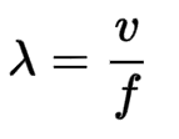 λ = v/f